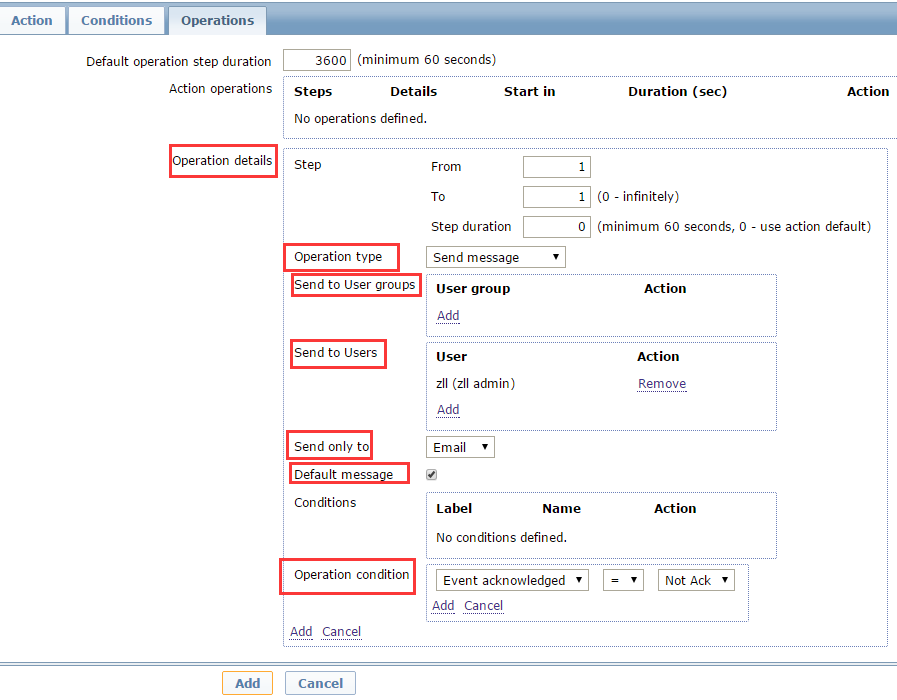 Action Conditions Operations
Default operation step duration 3600 (minimum 60 seconds)
Action operations Steps Details Start in Duration (sec) Action
No operations defined.
Operation details Step From 1
To 1 (0 - infinitely)
Step duration 0 (minimum 60 seconds, 0 - use action default)
Operation type Send message
Send to User groups User group Action
Add
Send to Users User Action
zll (zll admin) Remove
Add
Send only to Email
Default message
Conditions Label Name Action
No conditions defined.
Operation condition Event acknowledged = Not Ack
Add Cancel
Add Cancel
Add Cancel